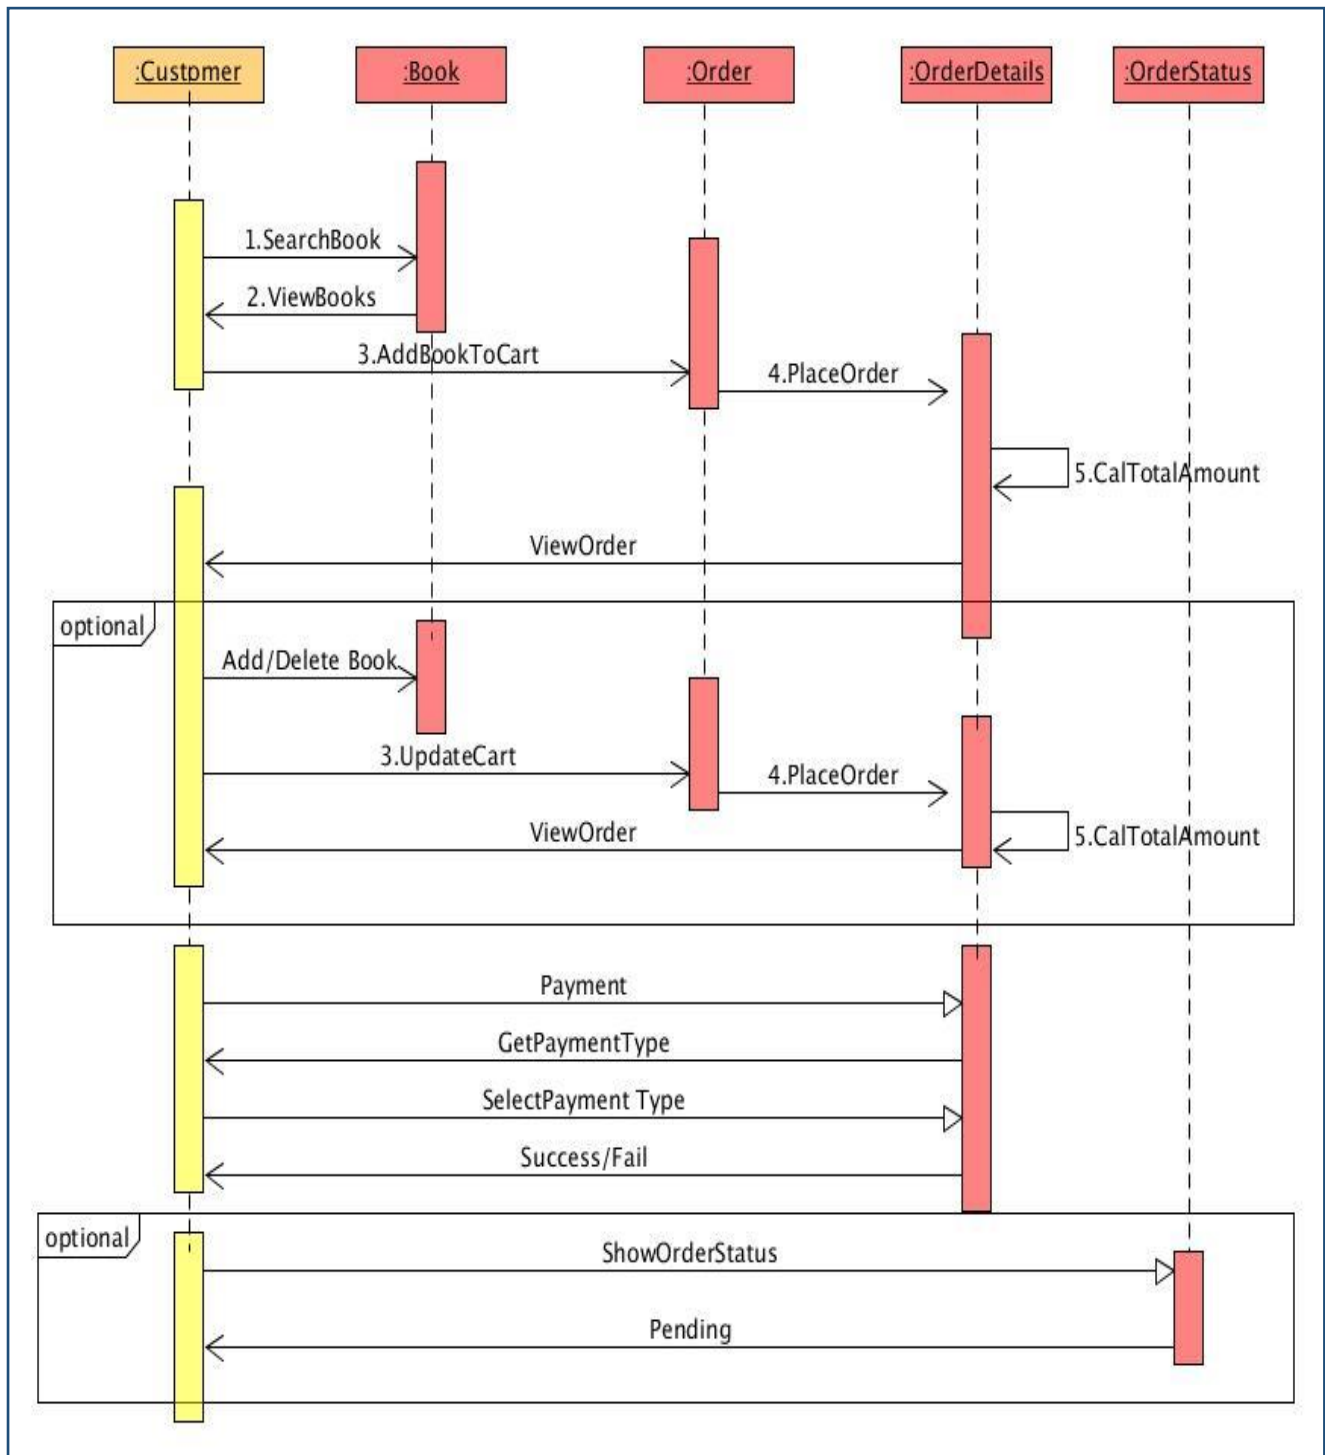 :Customer
:Book
:Order
:OrderDetails
:OrderStatus
1.SearchBook
2.ViewBooks
3.AddBookToCart
4.PlaceOrder
5.CalTotalAmount
ViewOrder
optional
Add/Delete Book
3.UpdateCart
4.PlaceOrder
ViewOrder
5.CalTotalAmount
Payment
GetPaymentType
SelectPayment Type
Success/Fail
optional
ShowOrderStatus
Pending